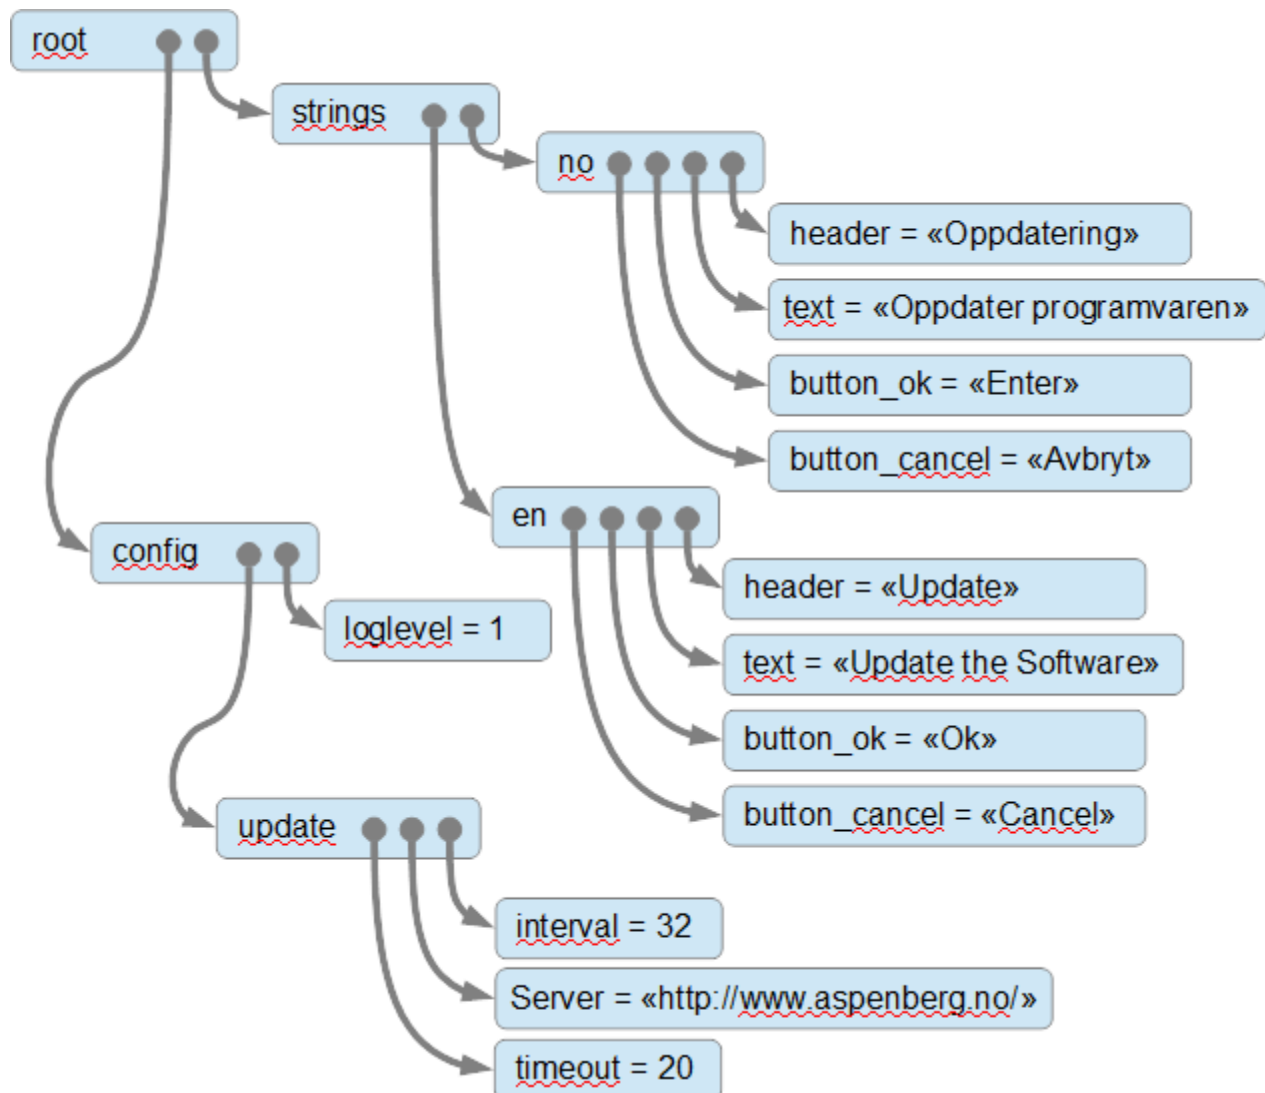 root
strings
no
header = «Oppdatering»
text = «Oppdater programvaren»
button_ok = «Enter»
button_cancel = «Avbryt»
en
header = «Update»
text = «Update the Software»
button_ok = «Ok»
button_cancel = «Cancel»
config
loglevel = 1
update
interval = 32
Server = «http://www.aspenberg.no/»
timeout = 20